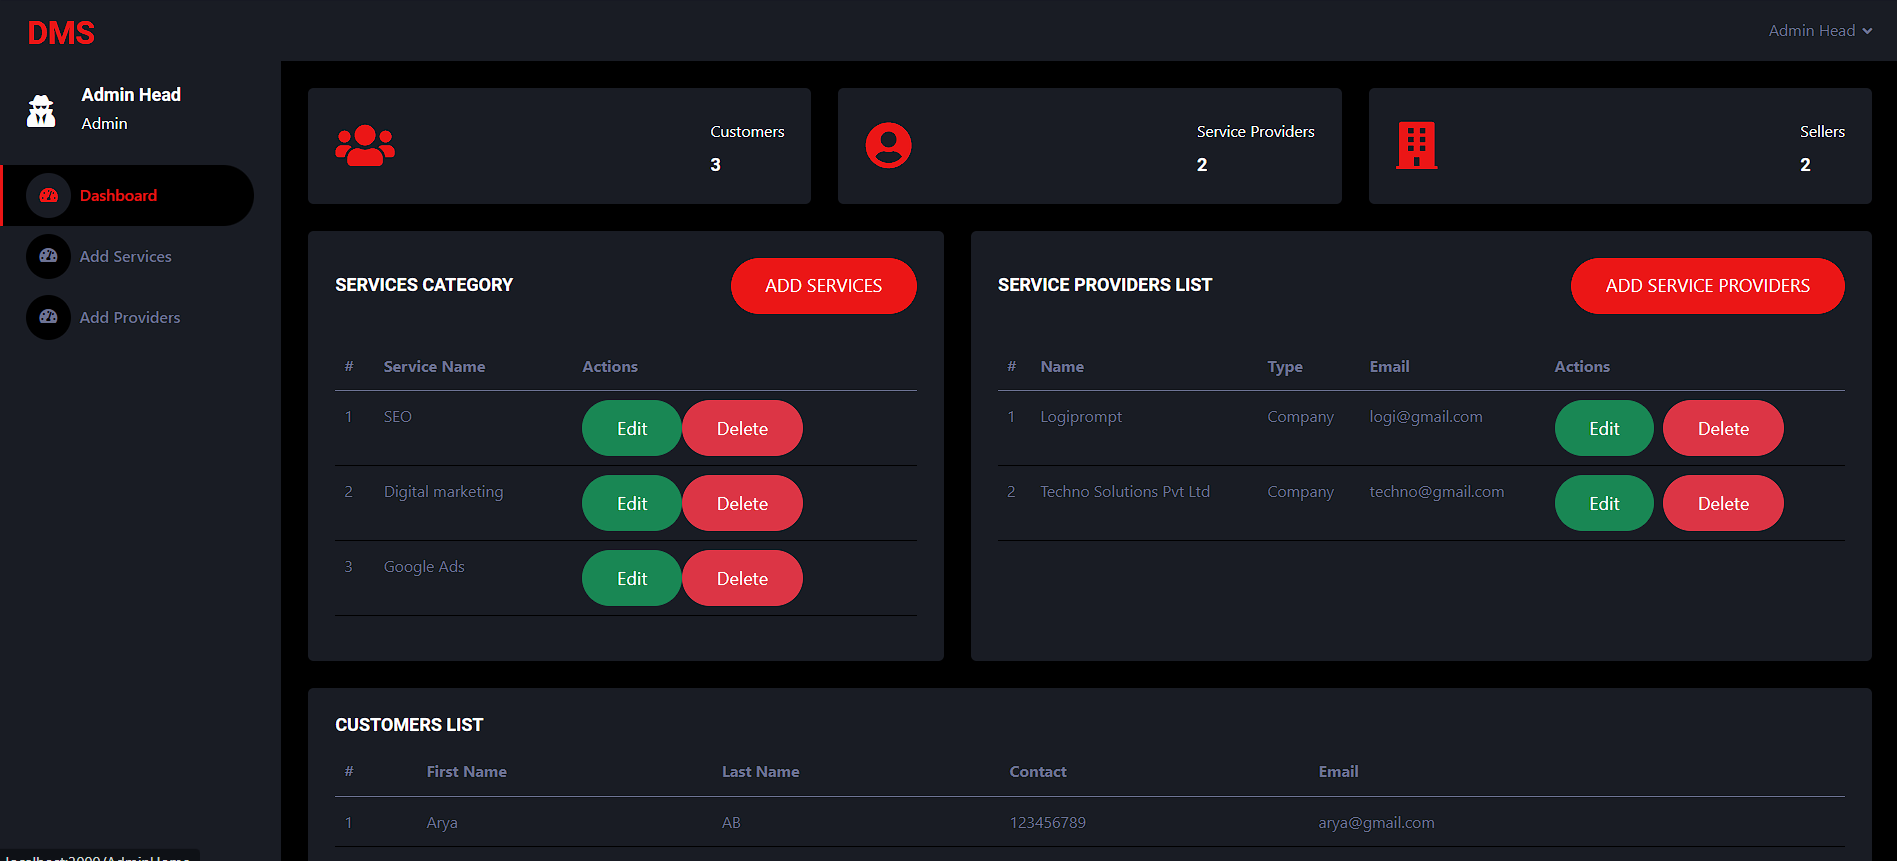 DMS
Admin Head
Admin Head
Admin
Dashboard
Add Services
Add Providers
Customers
3
Service Providers
2
Sellers
2
SERVICES CATEGORY
ADD SERVICES
# Service Name Actions
1 SEO Edit Delete
2 Digital marketing Edit Delete
3 Google Ads Edit Delete
SERVICE PROVIDERS LIST
ADD SERVICE PROVIDERS
# Name Type Email Actions
1 Logiprompt Company logi@gmail.com Edit Delete
2 Techno Solutions Pvt Ltd Company techno@gmail.com Edit Delete
CUSTOMERS LIST
# First Name Last Name Contact Email
1 Arya AB 123456789 arya@gmail.com